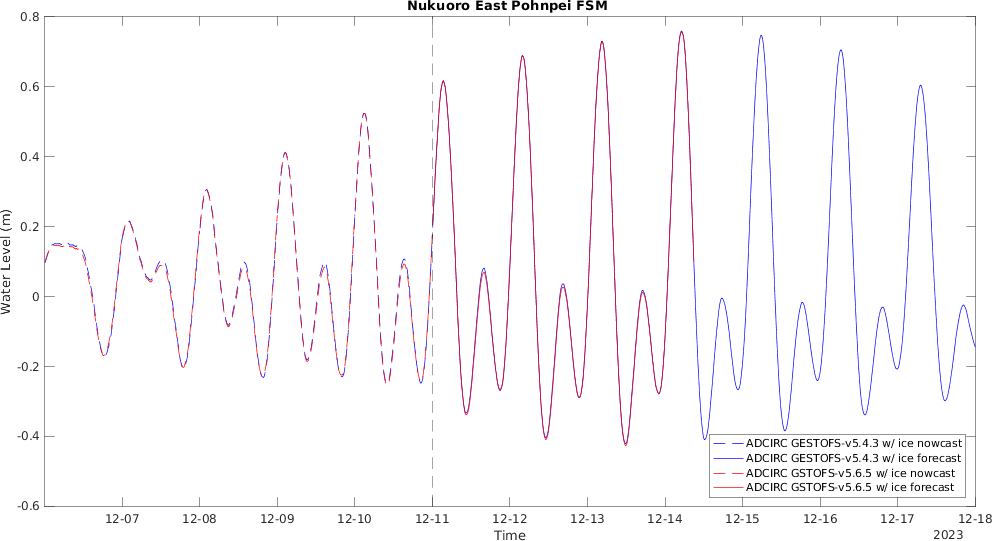 Nukuoro East Pohnpei FSM
Water Level (m)
0.8
0.6
0.4
0.2
0
-0.2
-0.4
-0.6
ADCIRC GESTOFS-v5.4.3 w/ ice nowcast
ADCIRC GESTOFS-v5.4.3 w/ ice forecast
ADCIRC GSTOFS-v5.6.5 w/ ice nowcast
ADCIRC GSTOFS-v5.6.5 w/ ice forecast
12-07 12-08 12-09 12-10 12-11 12-12 12-13 12-14 12-15 12-16 12-17 12-18
Time
2023